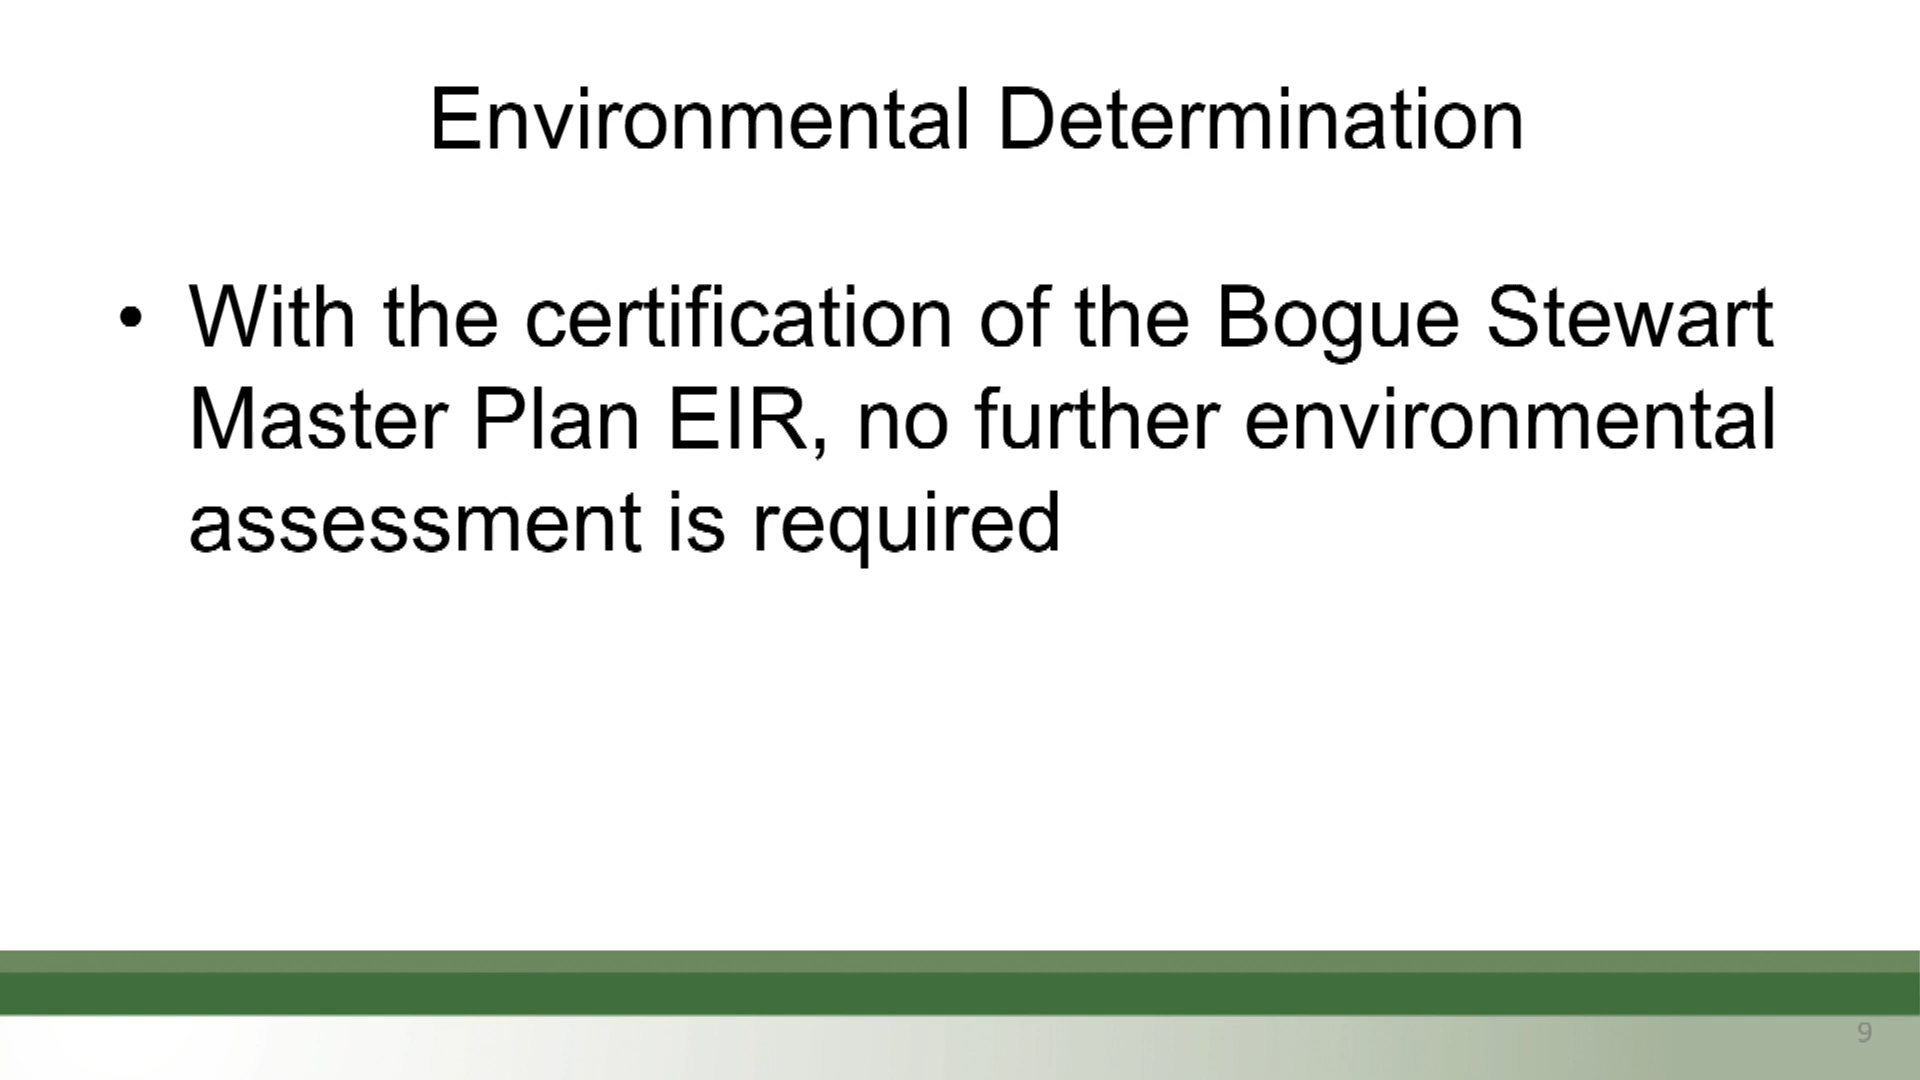 Environmental Determination
• With the certification of the Bogue Stewart
Master Plan EIR, no further environmental
assessment is required
9